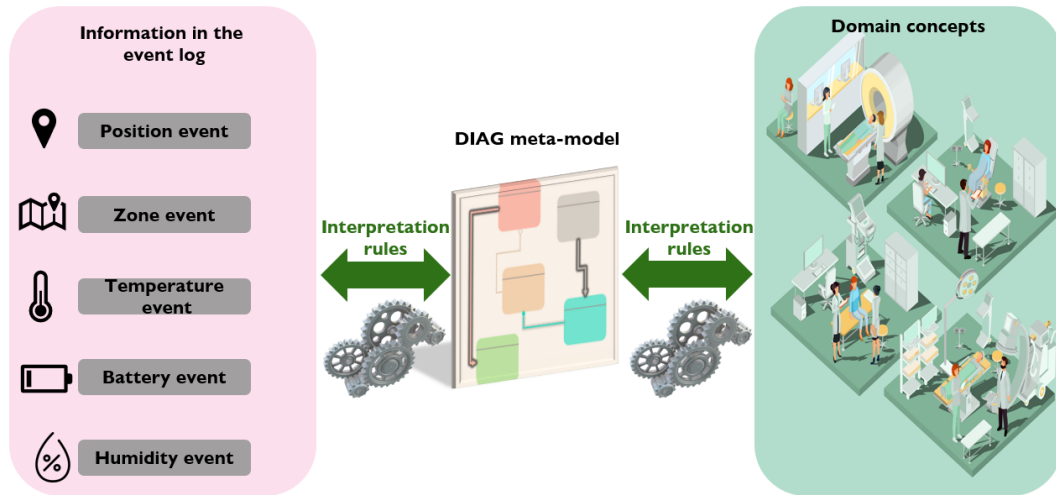 Information in the
event log
Position event
Zone event
Temperature
event
Battery event
%
Humidity event
DIAG meta-model
Interpretation
rules
Interpretation
rules
Domain concepts